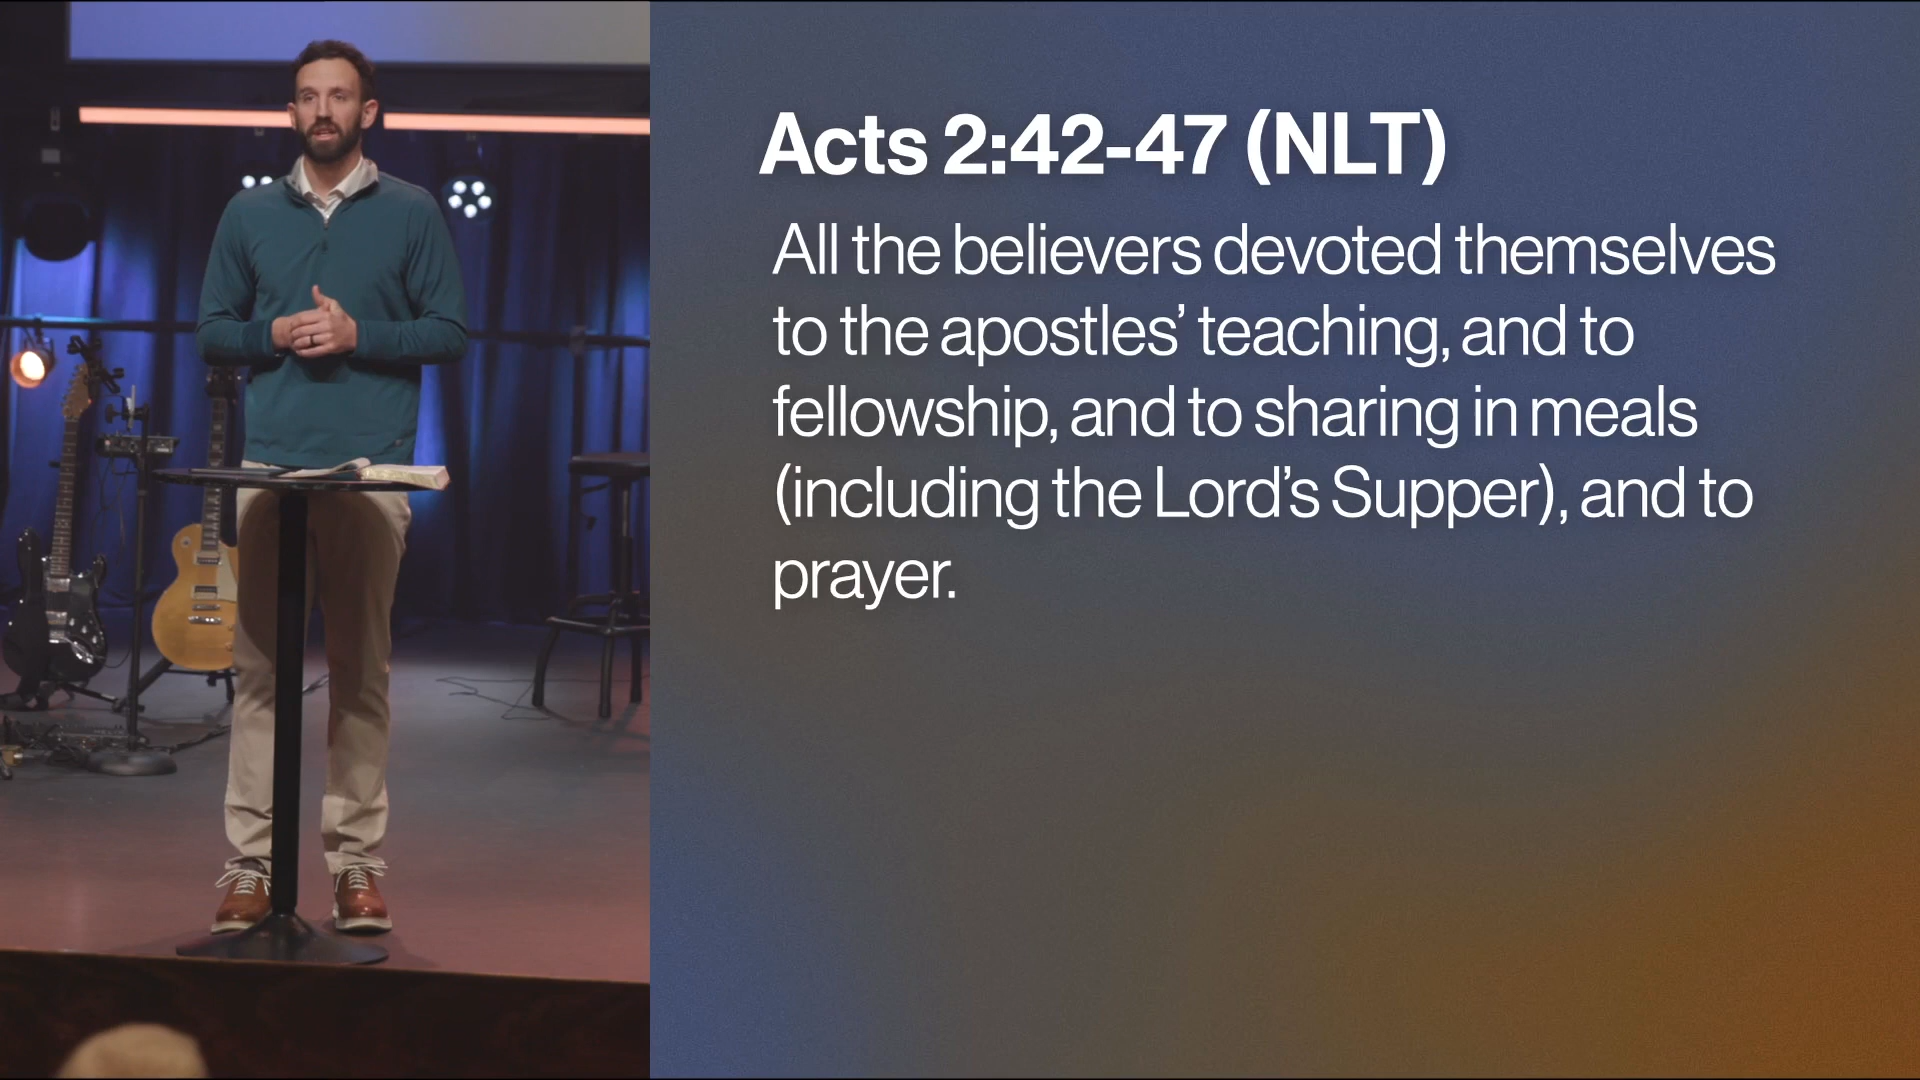 Acts 2:42-47 (NLT)
All the believers devoted themselves
to the apostles’ teaching, and to
fellowship, and to sharing in meals
(including the Lord’s Supper), and to
prayer.